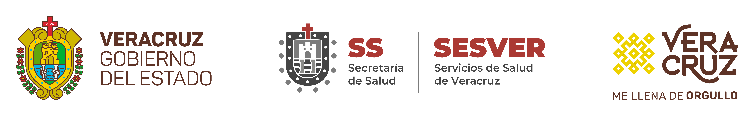 VERACRUZ
GOBIERNO
DEL ESTADO
SS
Secretaría
de Salud
SESVER
Servicios de Salud
de Veracruz
VERA
CRUZ
ME LLENA DE ORGULLO